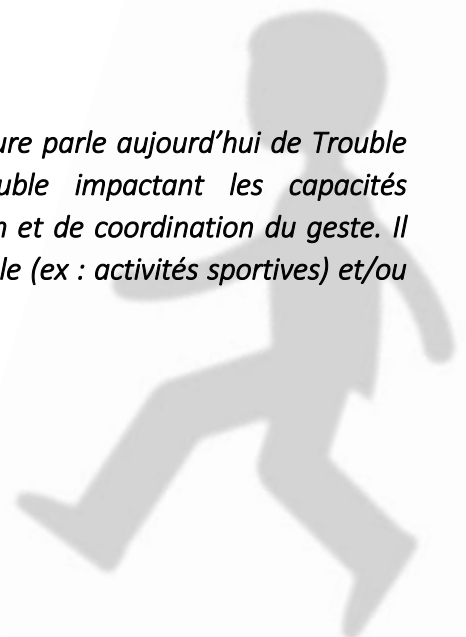 ure parle aujourd’hui de Trouble
uble impactant les capacités
n et de coordination du geste. Il
le (ex : activités sportives) et/ou